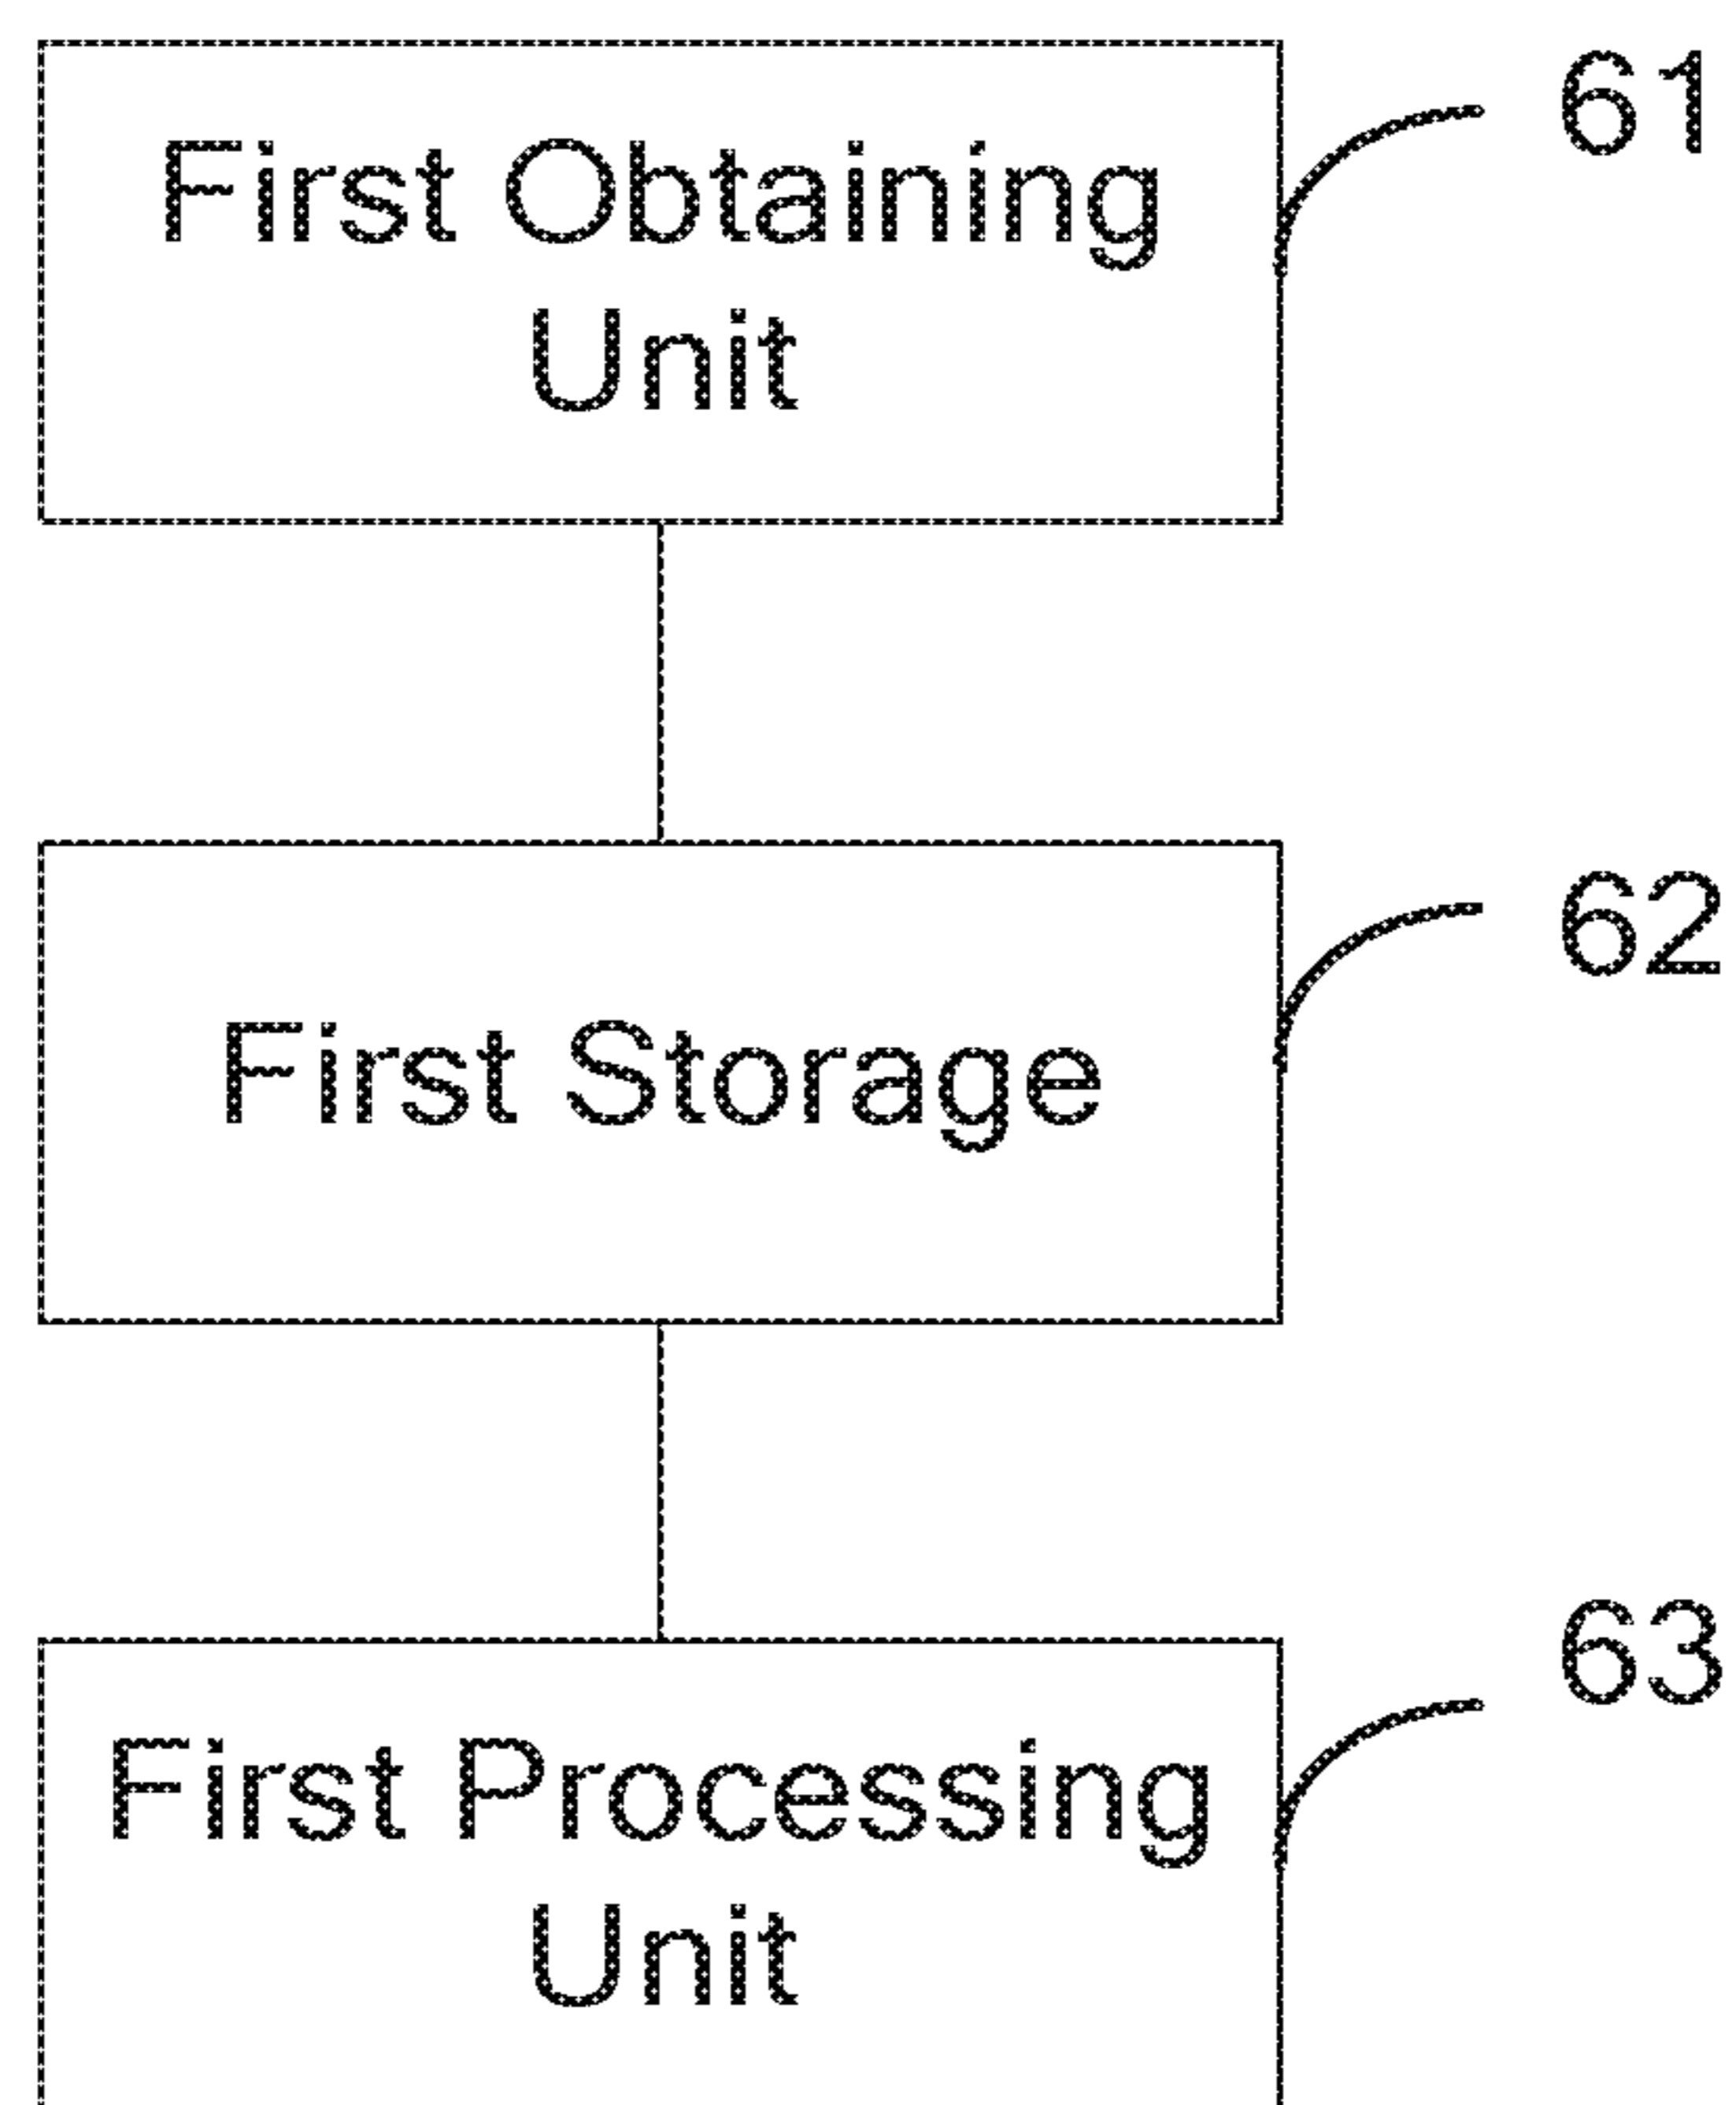 First Obtaining
Unit
61
First Storage
62
First Processing
Unit
63